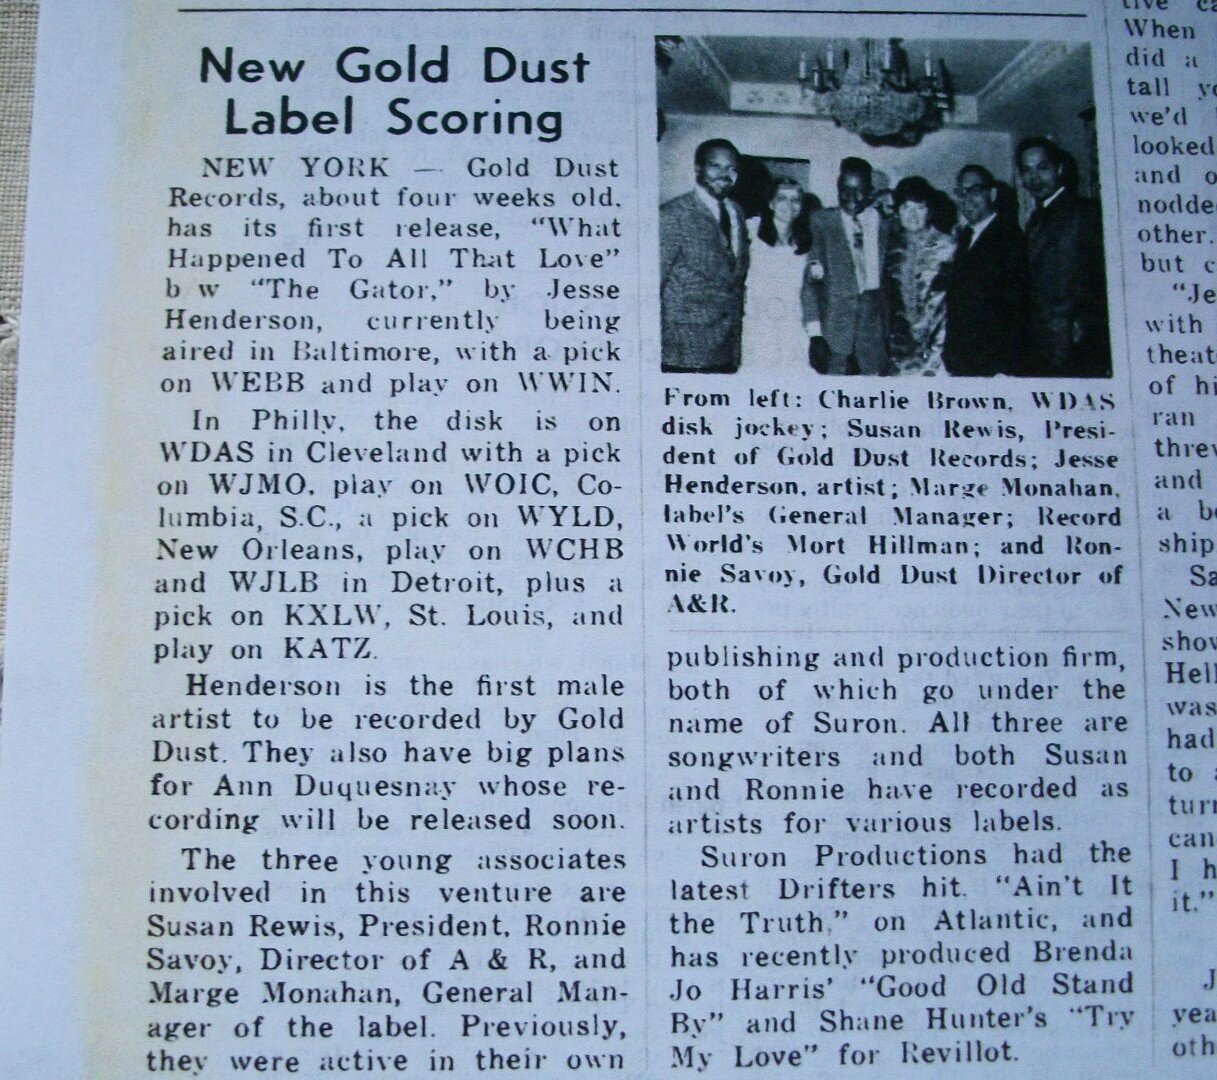 New Gold Dust
Label Scoring
NEW YORK — Gold Dust
Records, about four weeks old,
has its first release, "What
Happened To All That Love"
b w "The Gator," by Jesse
Henderson, currently being
aired in Baltimore, with a pick
on WEBB and play on WWIN.
In Philly, the disk is on
WDAS in Cleveland with a pick
on WJMO, play on WOIC, Co-
lumbia, S.C., a pick on WYLD,
New Orleans, play on WCHB
and WJLB in Detroit, plus a
pick on KXLW, St. Louis, and
play on KATZ.
Henderson is the first male
artist to be recorded by Gold
Dust. They also have big plans
for Ann Duquesnay whose re-
cording will be released soon.
The three young associates
involved in this venture are
Susan Rewis, President, Ronnie
Savoy, Director of A & R, and
Marge Monahan, General Man-
ager of the label. Previously,
they were active in their own
From left: Charlie Brown, WDAS
disk jockey; Susan Rewis, Presi-
dent of Gold Dust Records; Jesse
Henderson, artist; Marge Monahan,
label's General Manager; Record
World's Mort Hillman; and Ron-
nie Savoy, Gold Dust Director of
A&R.
publishing and production firm,
both of which go under the
name of Suron. All three are
songwriters and both Susan
and Ronnie have recorded as
artists for various labels.
Suron Productions had the
latest Drifters hit. "Ain't It
the Truth," on Atlantic, and
has recently produced Brenda
Jo Harris' "Good Old Stand
By" and Shane Hunter's "Try
My Love" for Revillot.
When
did a
tall
we'd
looked
and
other.
but
with
of
ran
and
a
ship
was
had
to
I
it."